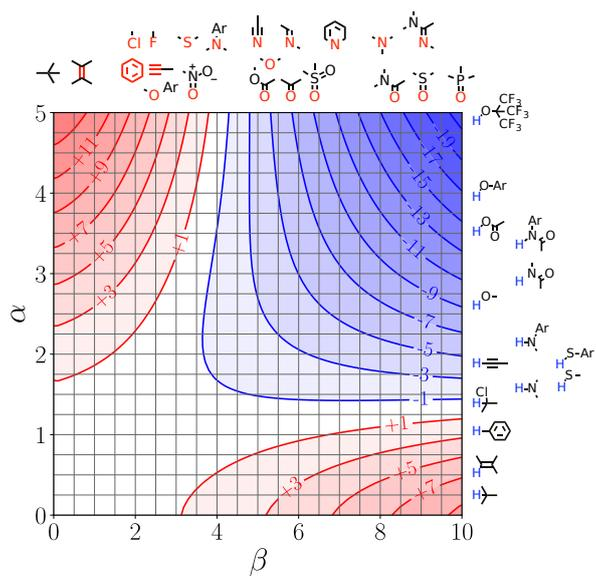 Cl F S N Ar N N N N N N
O Ar N + O − O O O O O S O O N O S O P O
5
4
3
2
1
0
α
0 2 4 6 8 10
β
+11
+9
+7
+5
+3
+1
-19
-17
-15
-13
-11
-9
-7
-5
-3
-1
+1
+3
+5
+7
H O CF3 CF3 CF3
H O-Ar
H O O
Ar H-N O
H N O
H O
Ar H-N
H
H S-Ar
H S
H-N
Cl H
H
H
H